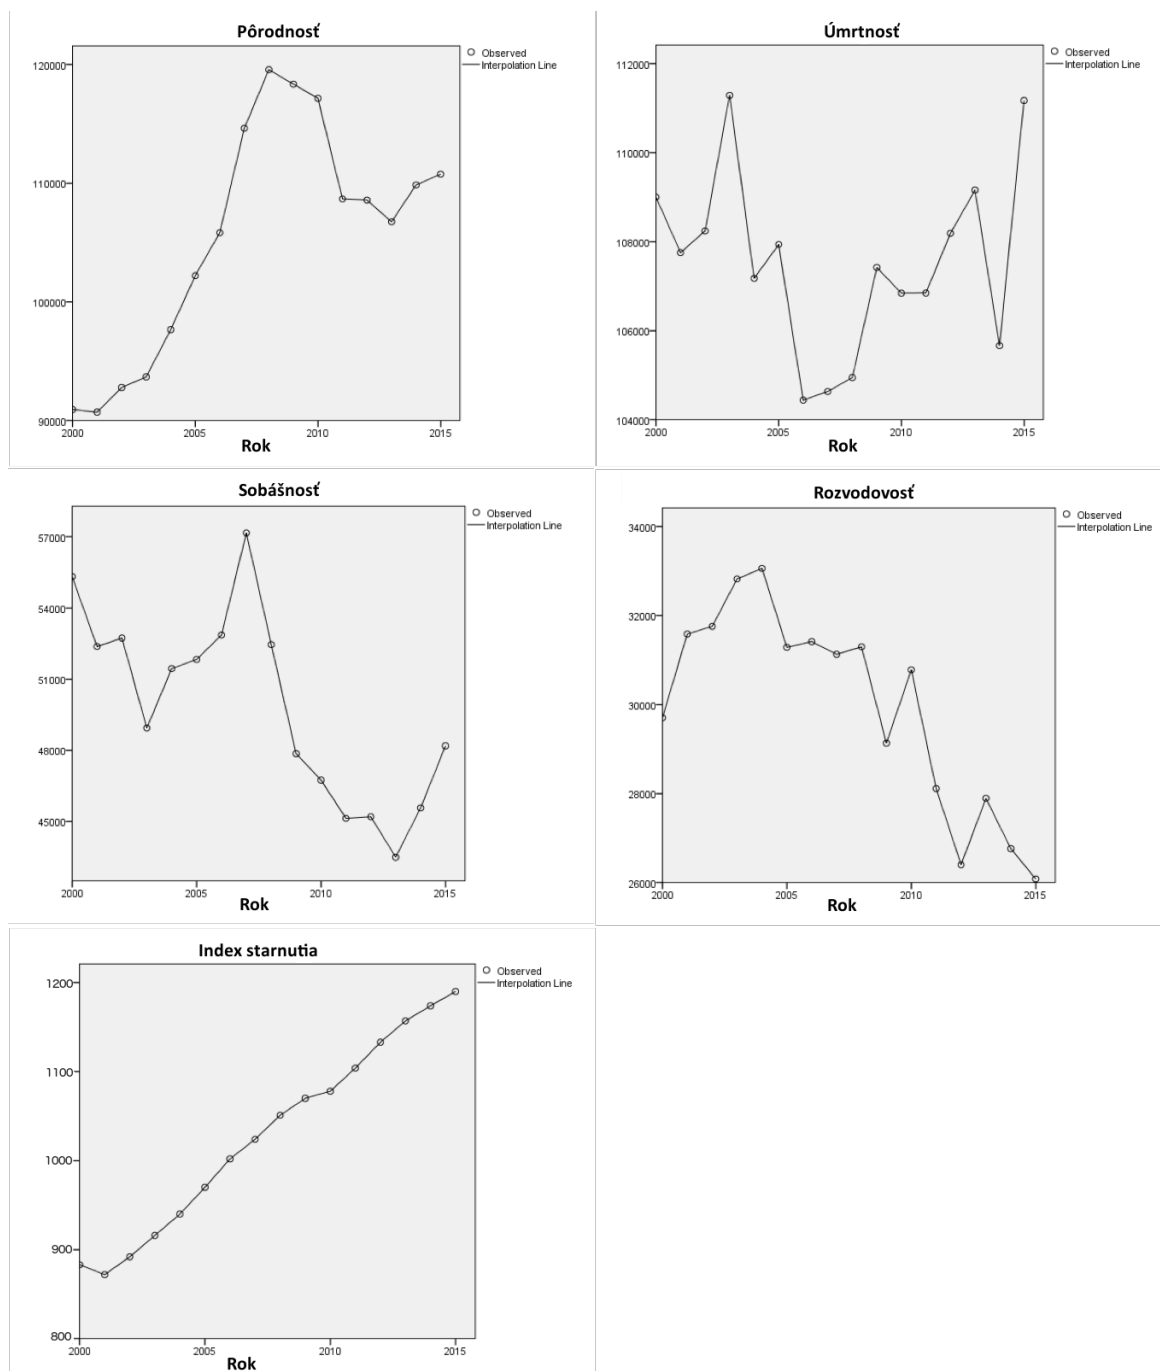 Pôrodnosť
Observed
Interpolation Line
120000
110000
100000
90000
2000
2005
2010
2015
Rok
Úmrtnosť
Observed
Interpolation Line
112000
110000
108000
106000
104000
2000
2005
2010
2015
Rok
Sobášnosť
Observed
Interpolation Line
57000
54000
51000
48000
45000
2000
2005
2010
2015
Rok
Rozvodovosť
Observed
Interpolation Line
34000
32000
30000
28000
26000
2000
2005
2010
2015
Rok
Index starnutia
Observed
Interpolation Line
1200
1100
1000
900
800
2000
2005
2010
2015
Rok